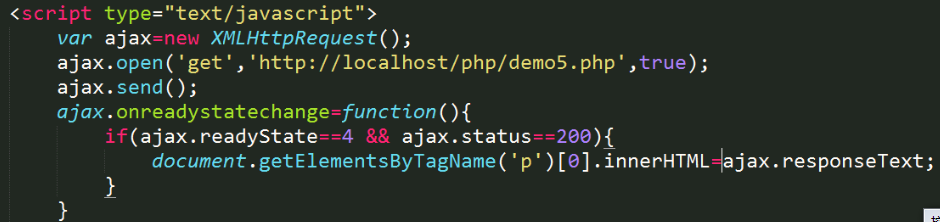 <script type="text/javascript">
var ajax=new XMLHttpRequest();
ajax.open('get','http://localhost/php/demo5.php',true);
ajax.send();
ajax.onreadystatechange=function(){
if(ajax.readyState==4 && ajax.status==200){
document.getElementsByTagName('p')[0].innerHTML=ajax.responseText;
}
}